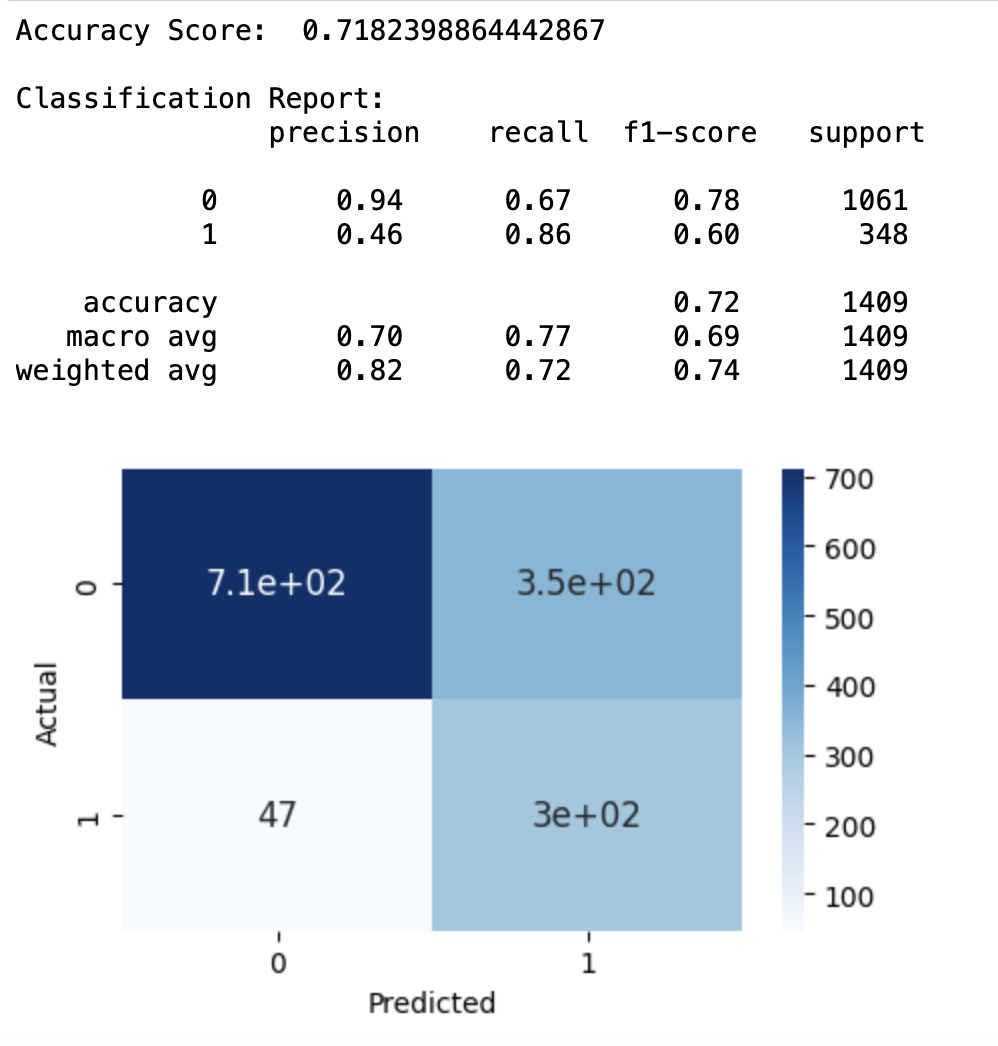 Accuracy Score:  0.7182398864442867
Classification Report:
precision recall f1-score support
0 0.94 0.67 0.78 1061
1 0.46 0.86 0.60 348
accuracy 0.72 1409
macro avg 0.70 0.77 0.69 1409
weighted avg 0.82 0.72 0.74 1409
700
600
500
400
300
200
100
Actual
0
1
7.1e+02 3.5e+02
47 3e+02
0 1
Predicted